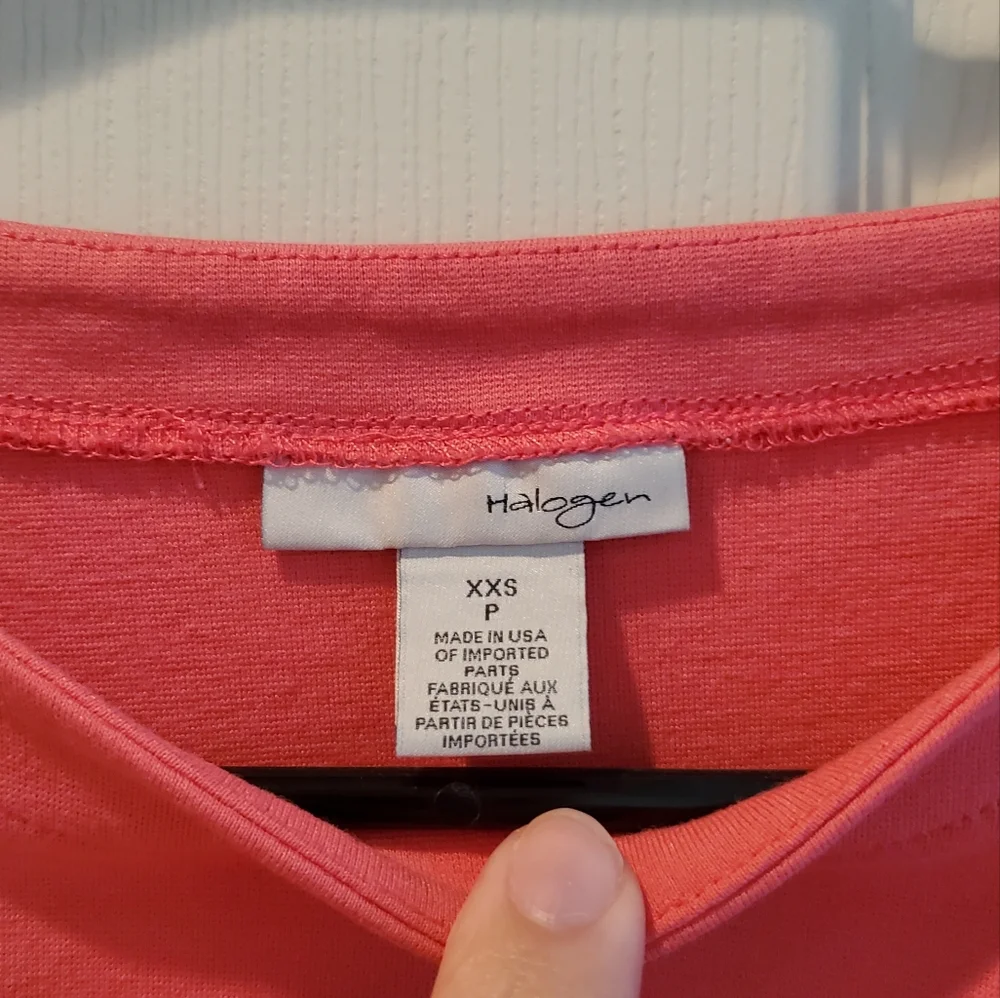 Halogen
XXS
P
MADE IN USA
OF IMPORTED
PARTS
FABRIQUÉ AUX
ÉTATS-UNIS À
PARTIR DE PIÈCES
IMPORTÉES